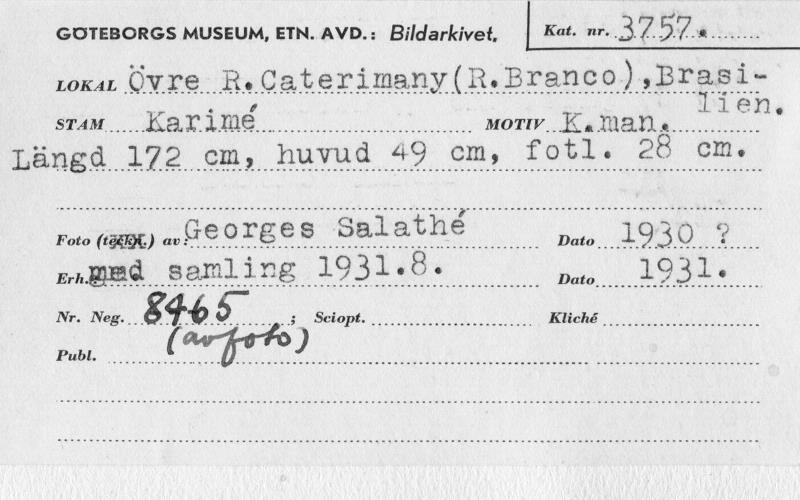 GÖTEBORGS MUSEUM, ETN. AVD.: Bildarkivet. Kat. nr. 3757.
LOKAL Övre R.Caterimany(R.Branco),Brasi-
lien.
STAM Karimé MOTIV K.man.
Längd 172 cm, huvud 49 cm, fotl. 28 cm.
Foto (teckn.) av: Georges Salathé Dato 1930 ?
Erh. med samling 1931.8. Dato 1931.
Nr. Neg. 8465 ; Sciopt. Kliché
(avfoto)
Publ.